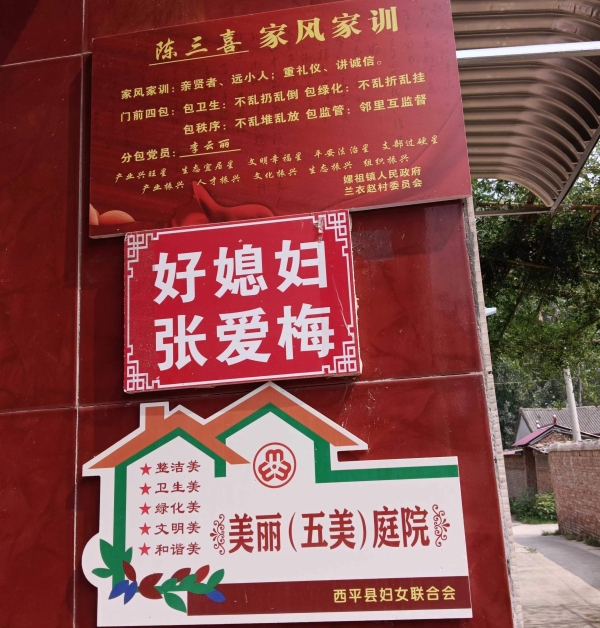 陈三喜 家风家训
家风家训：亲贤者、远小人；重礼仪、讲诚信。
门前四包：包卫生：不乱扔乱倒 包绿化：不乱折乱挂
包秩序：不乱堆乱放 包监管：邻里互监督
分包党员：李云丽
产业兴旺星 生态宜居星 文明幸福星 平安法治星 支部过硬星
产业振兴 人才振兴 文化振兴 生态振兴 组织振兴
嫘祖镇人民政府
兰衣赵村委员会
好媳妇
张爱梅
★整洁美
★卫生美
★绿化美
★文明美
★和谐美
美丽（五美）庭院
西平县妇女联合会